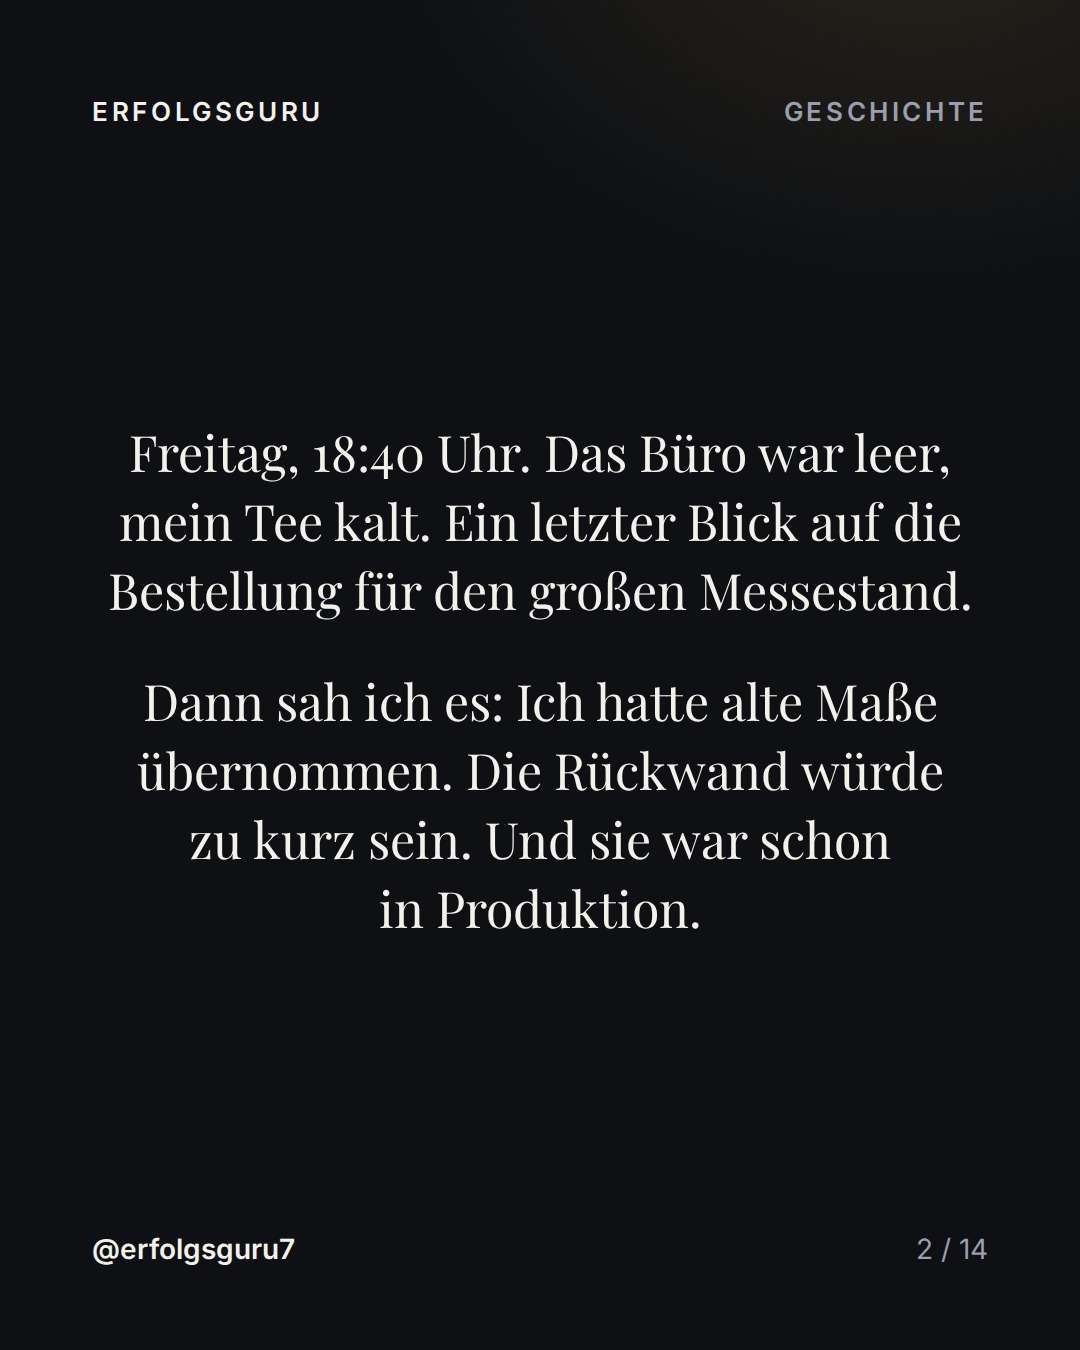 ERFOLGSGURU
GESCHICHTE
Freitag, 18:40 Uhr. Das Büro war leer,
mein Tee kalt. Ein letzter Blick auf die
Bestellung für den großen Messestand.
Dann sah ich es: Ich hatte alte Maße
übernommen. Die Rückwand würde
zu kurz sein. Und sie war schon
in Produktion.
@erfolgsguru7
2 / 14